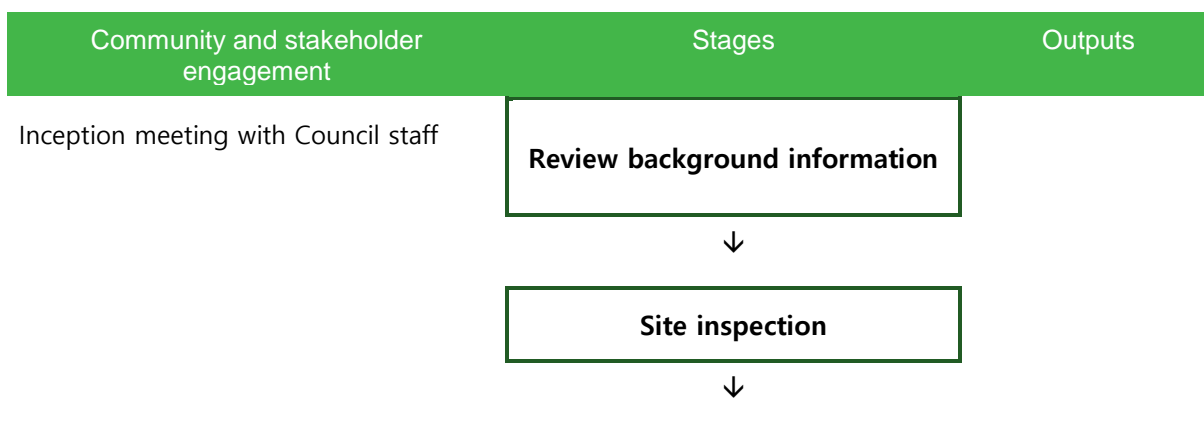 Community and stakeholder
engagement
Stages
Outputs
Inception meeting with Council staff
Review background information
↓
Site inspection
↓